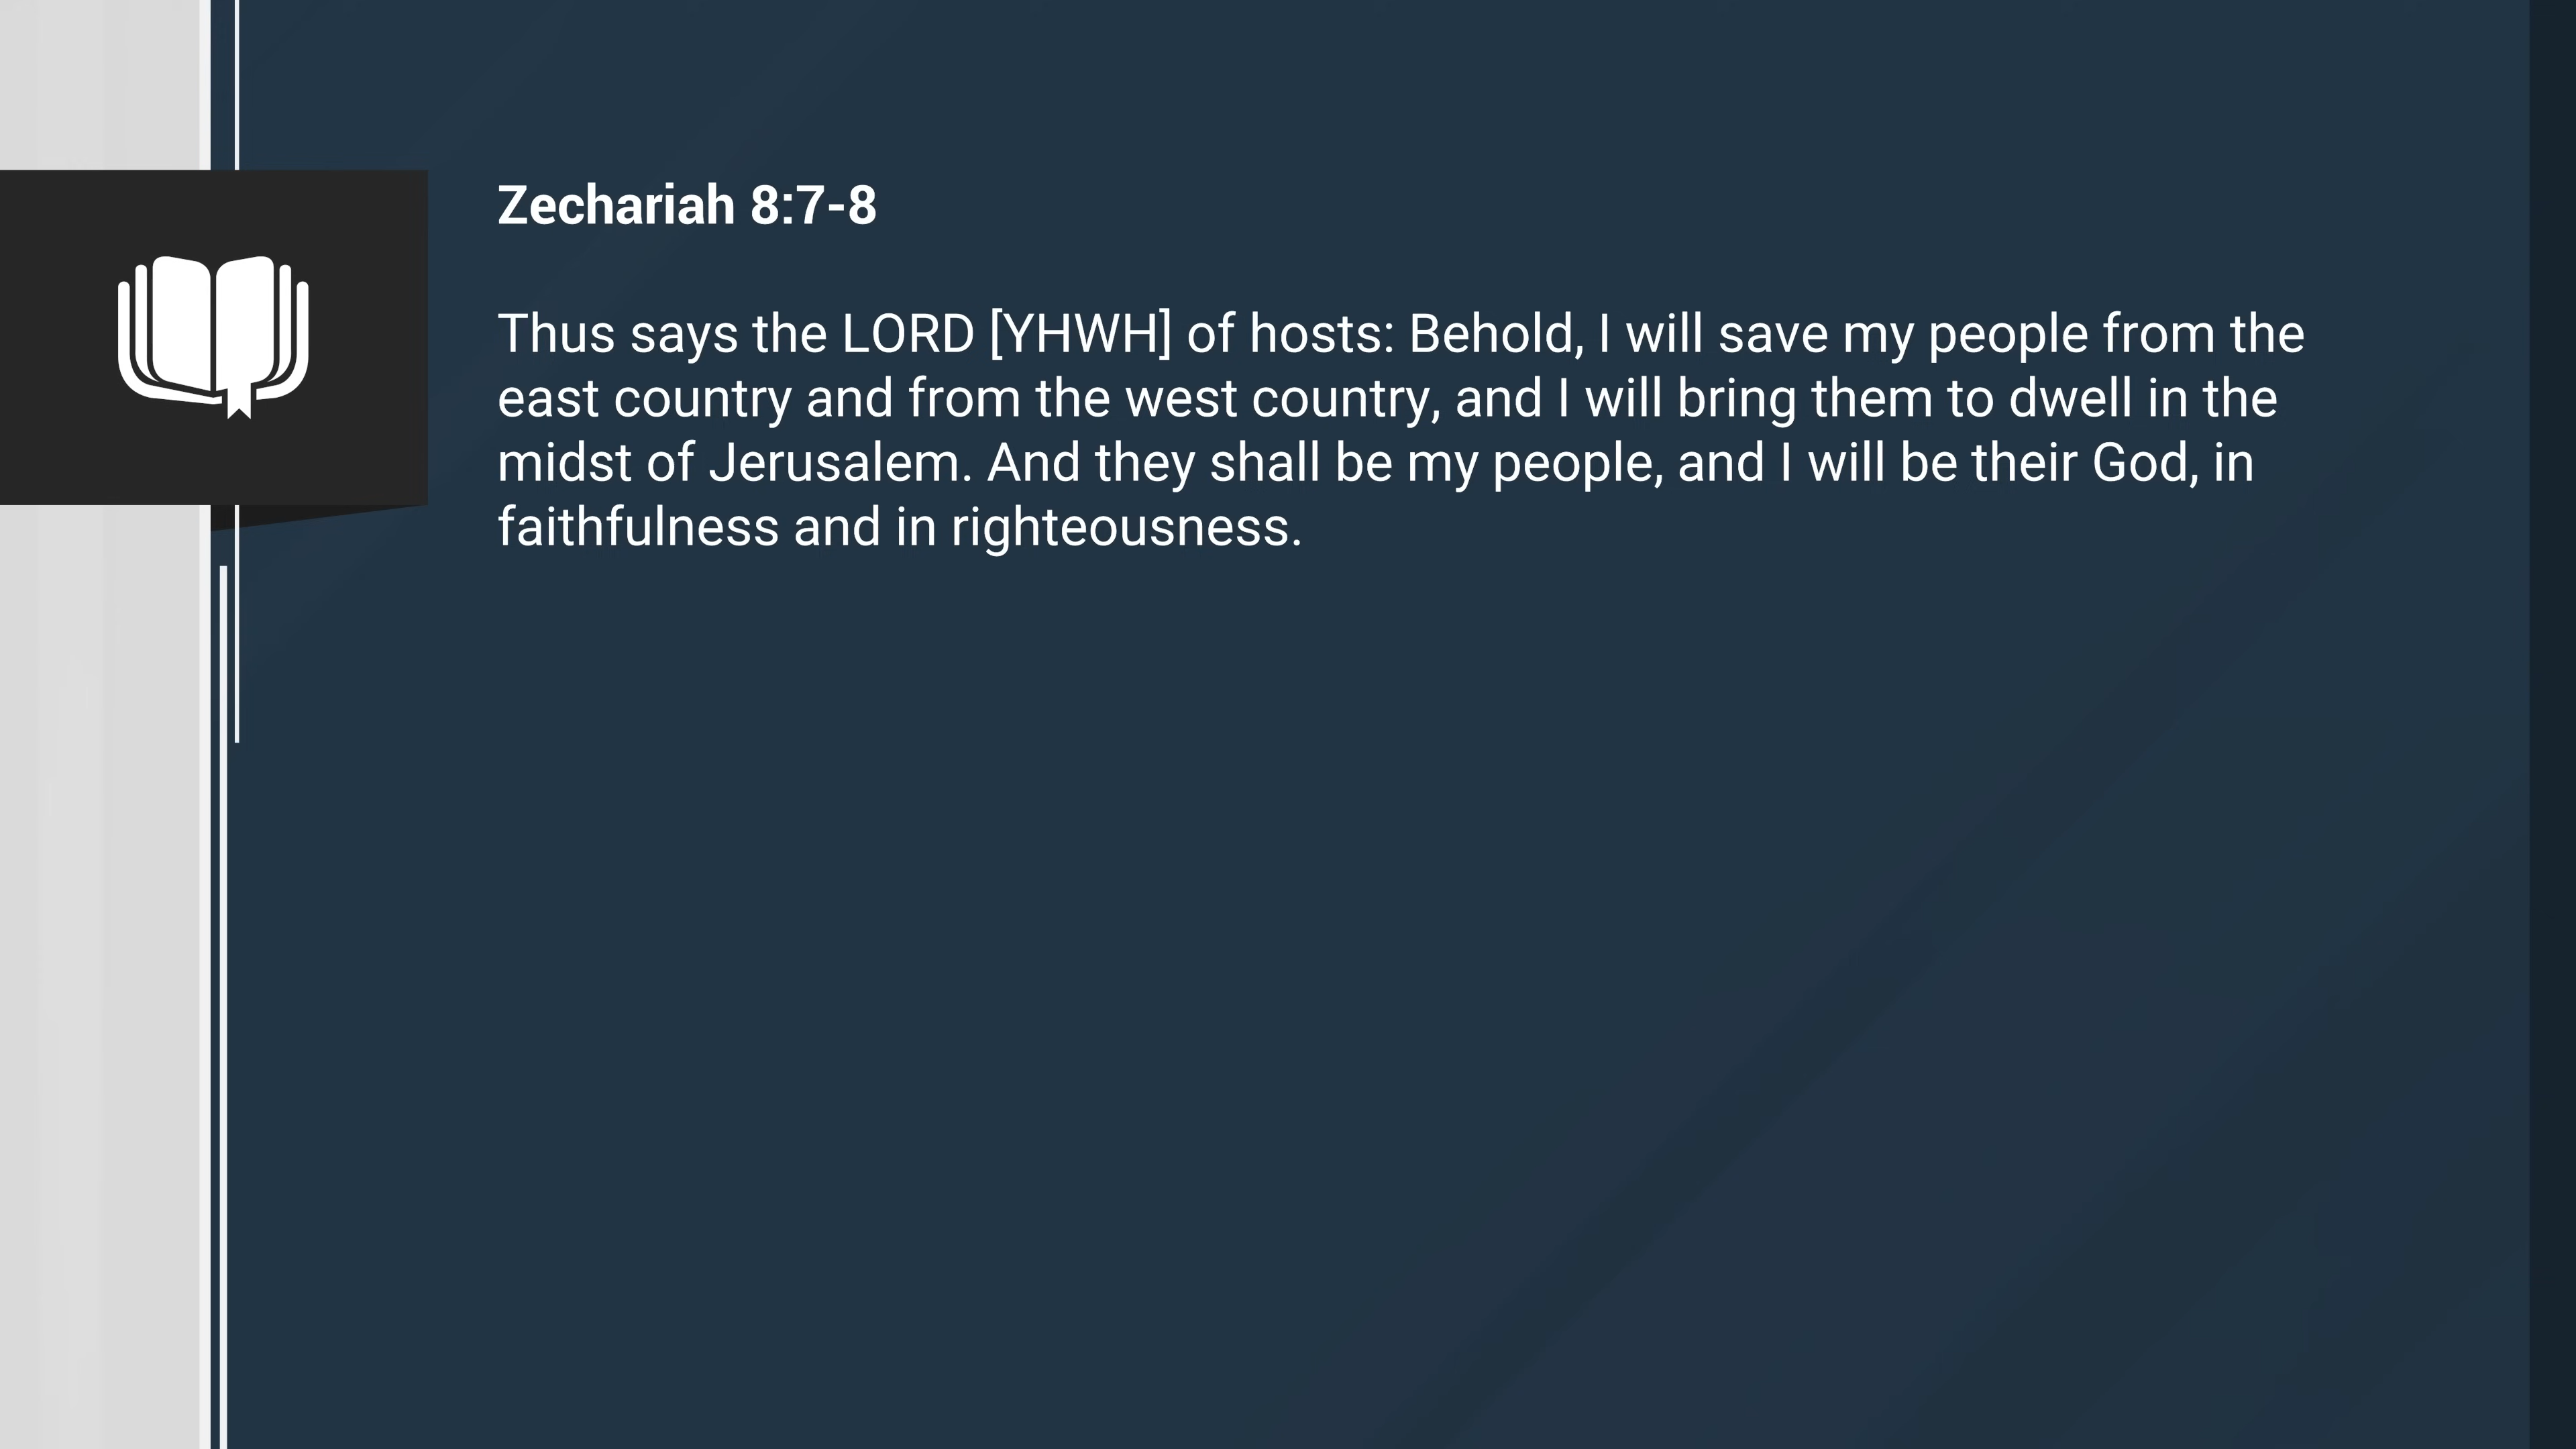 Zechariah 8:7-8
Thus says the LORD [YHWH] of hosts: Behold, I will save my people from the
east country and from the west country, and I will bring them to dwell in the
midst of Jerusalem. And they shall be my people, and I will be their God, in
faithfulness and in righteousness.